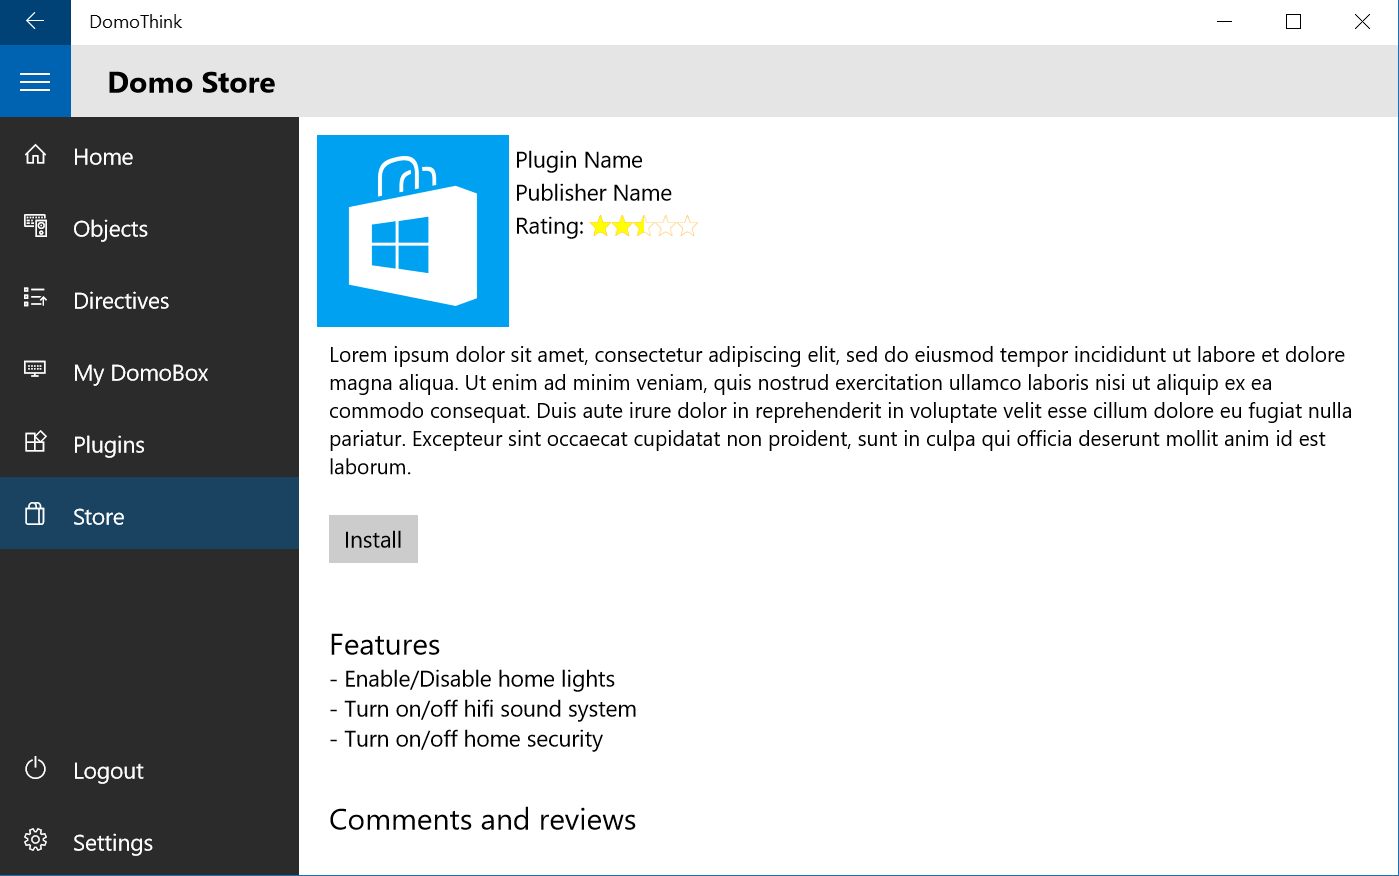 DomoThink
Domo Store
Home
Objects
Directives
My DomoBox
Plugins
Store
Logout
Settings
Plugin Name
Publisher Name
Rating:
Lorem ipsum dolor sit amet, consectetur adipiscing elit, sed do eiusmod tempor incididunt ut labore et dolore
magna aliqua. Ut enim ad minim veniam, quis nostrud exercitation ullamco laboris nisi ut aliquip ex ea
commodo consequat. Duis aute irure dolor in reprehenderit in voluptate velit esse cillum dolore eu fugiat nulla
pariatur. Excepteur sint occaecat cupidatat non proident, sunt in culpa qui officia deserunt mollit anim id est
laborum.
Install
Features
- Enable/Disable home lights
- Turn on/off hifi sound system
- Turn on/off home security
Comments and reviews